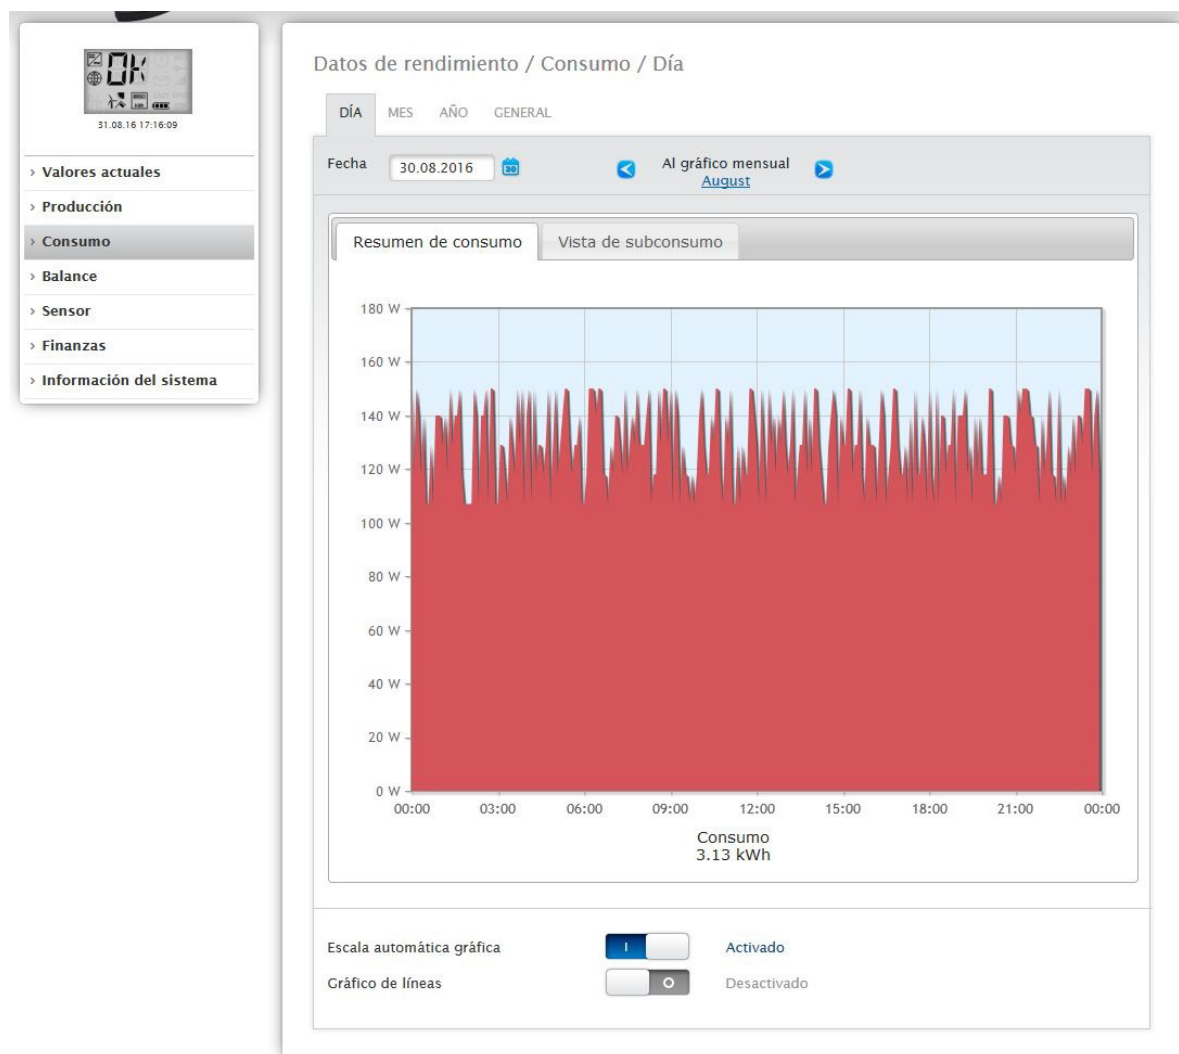 OK
31.08.16 17:16:09
› Valores actuales
› Producción
› Consumo
› Balance
› Sensor
› Finanzas
› Información del sistema
Datos de rendimiento / Consumo / Día
DÍA MES AÑO GENERAL
Fecha 30.08.2016 30 Al gráfico mensual
August
Resumen de consumo Vista de subconsumo
180 W
160 W
140 W
120 W
100 W
80 W
60 W
40 W
20 W
0 W
00:00 03:00 06:00 09:00 12:00 15:00 18:00 21:00 00:00
Consumo
3.13 kWh
Escala automática gráfica I Activado
Gráfico de líneas O Desactivado